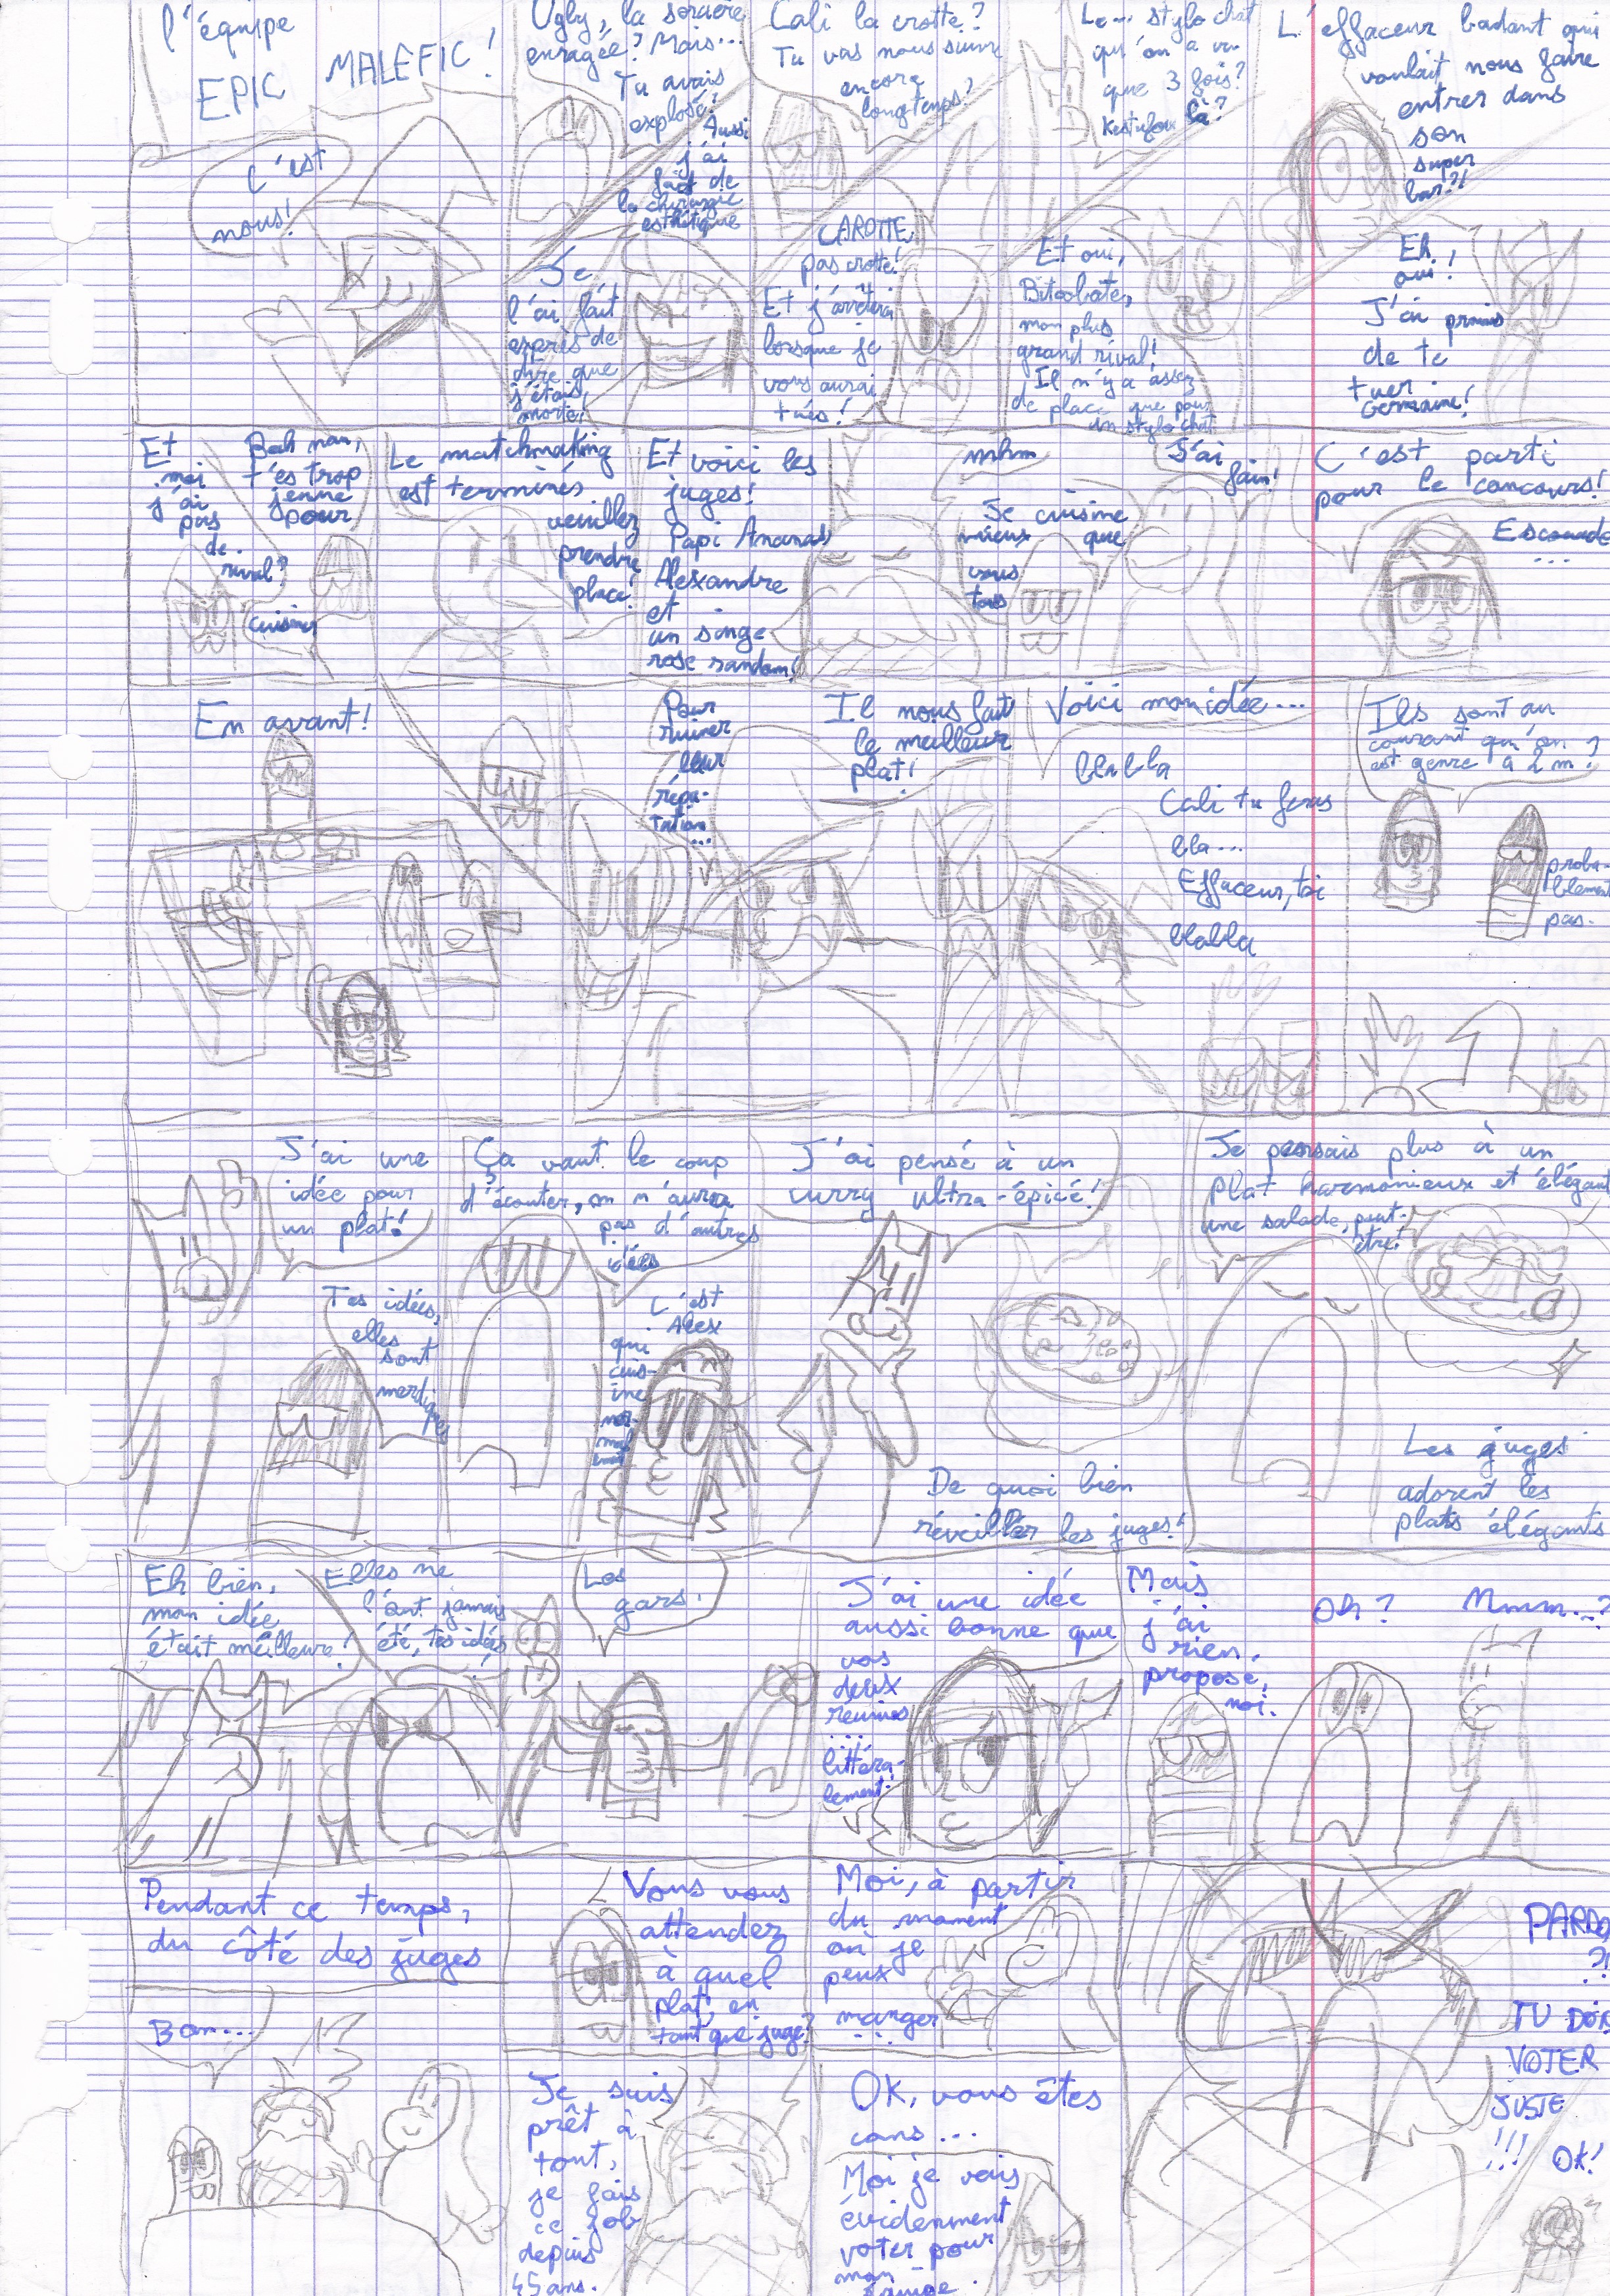 l'équipe
EPIC MALEFIC !
C'est
nous!
Ugly, la sorcière
enragée? Mais...
Tu avais
explosé!
Aussi
j'ai
fait de
la chirurgie
esthétique
Je
l'ai fait
exprès de
dire que
j'étais
morte!
Cali la crotte?
Tu vas nous suivre
encore
longtemps?
CAROTTE,
pas crotte!
Et j'arrêterai
lorsque je
vous aurai
tués!
Le... stylo chat
qu'on a vu
que 3 fois?
Kestufou là?
Et oui,
mon plus
grand rival!
Il n'y a assez
de place que pour
un stylo chat
L'effaceur badant qui
voulait nous faire
entrer dans
son
super
bar?!
Eh
oui!
J'ai promis
de te
tuer
Germaine!
Et
moi
j'ai
pas
de
rival?
Bah non,
t'es trop
jeune
pour
cuisiner
Le matchmaking
est terminés
veuillez
prendre
place!
Et voici les
juges!
Papi Ananas
Alexandre
et
un singe
rose random!
mhm
J'ai
faim!
Je cuisine
mieux que
vous
tous
C'est parti
pour le concours!
Escouade
...
En avant!
Pour
ruiner
leur
répu-
tation
...
Il nous faut
le meilleur
plat!
Voici mon idée...
blabla
Cali tu feras
bla...
Effaceur, toi
blabla
Ils sont au
courant qu'on
est genre à 2 m?
proba-
blement
pas.
J'ai une
idée pour
un plat!
Tes idées,
elles
sont
merdiques
Ça vaut le coup
d'écouter, on n'aura
pas d'autres
idées
C'est
Alex
qui
cuis-
ine
nor-
mal
ement
J'ai pensé à un
curry ultra-épicé!
De quoi bien
réveiller les juges!
Je pensais plus à un
plat harmonieux et élégant
une salade, peut-
être!
Les juges
adorent les
plats élégants
Eh bien,
mon idée
était meilleure!
Elles ne
l'ont jamais
été, tes idées
!
Les
gars.
J'ai une idée
aussi bonne que
vos
deux
réunies
....
littéra-
lement!
Mais
j'ai
rien
proposé,
moi.
Oh?
Mmm..?
Pendant ce temps,
du côté des juges
Bon...
Vous vous
attendez
à quel
plat, en
tant que juge?
Je suis
prêt à
tout,
je fais
ce job
depuis
45 ans.
Moi, à partir
du moment
où je
peux
manger
...
OK, vous êtes
cons...
Moi je vais
évidemment
voter pour
mon
équipe.
PARDO
?!
TU DOIS
VOTER
JUSTE
!!!
OK!